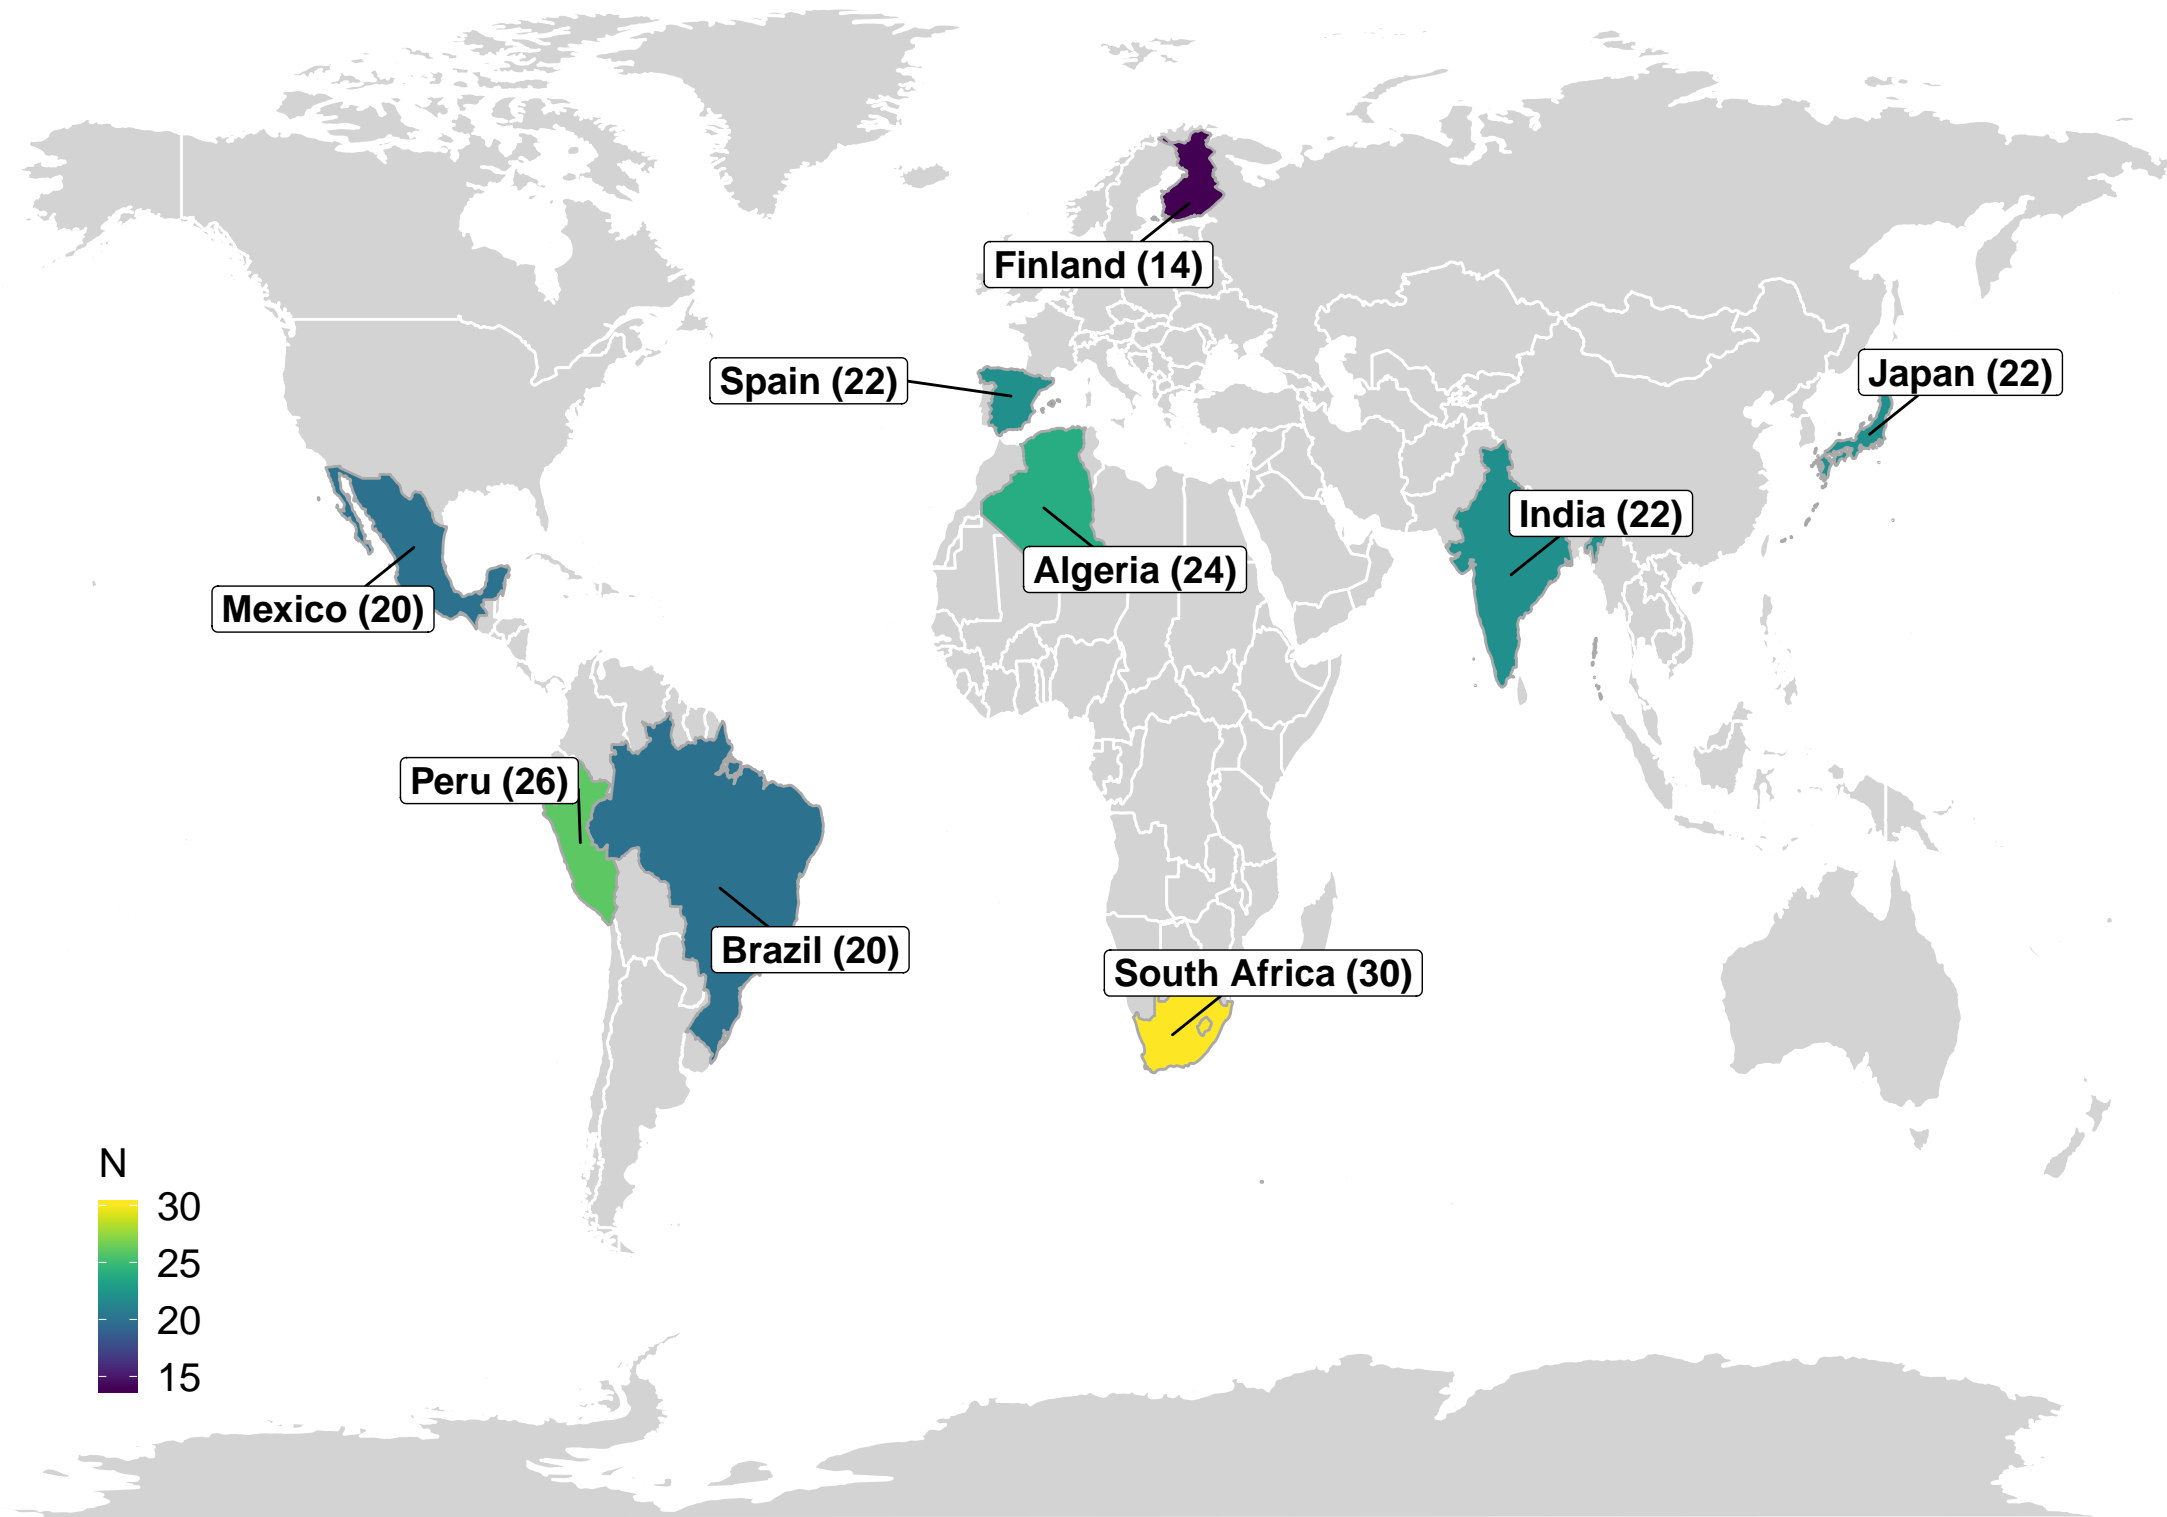 Finland (14)
Spain (22)
Japan (22)
India (22)
Algeria (24)
Mexico (20)
Peru (26)
Brazil (20)
South Africa (30)
N
30
25
20
15